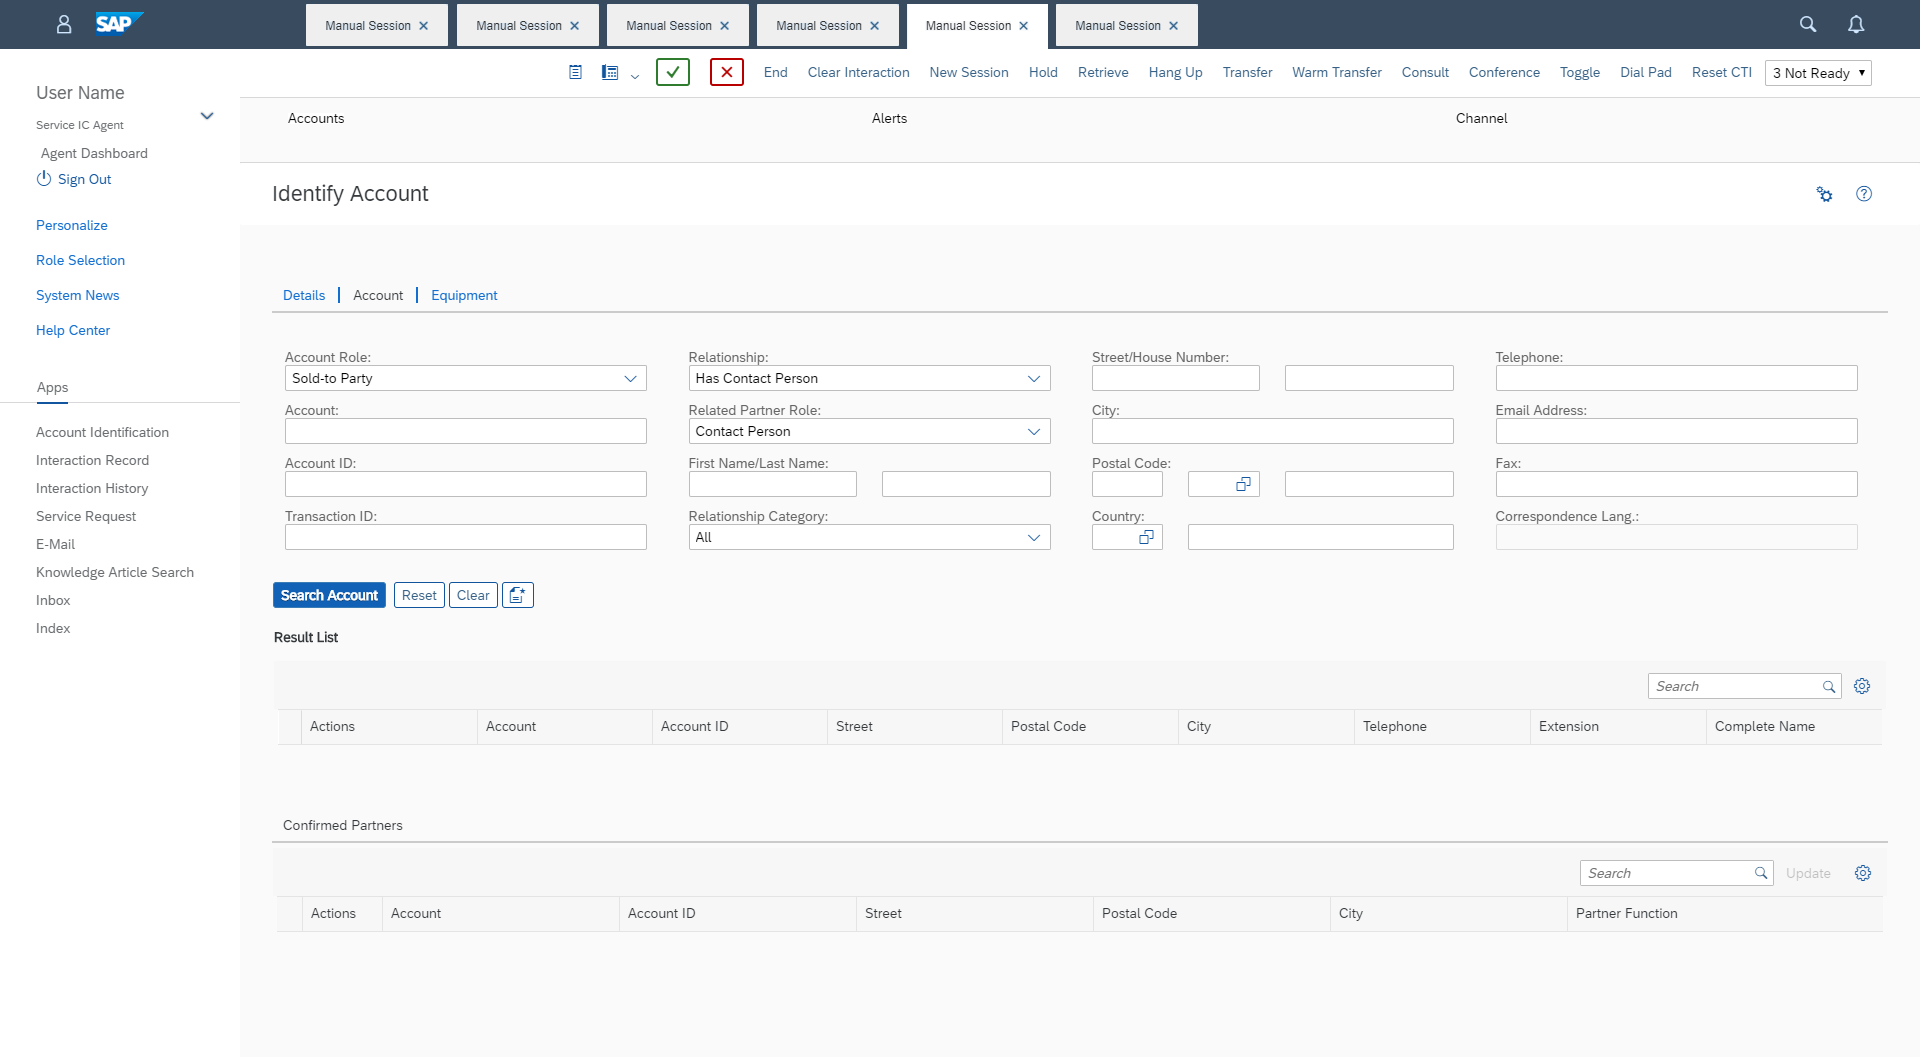 SAP
Manual Session
Manual Session
Manual Session
Manual Session
Manual Session
Manual Session
End
Clear Interaction
New Session
Hold
Retrieve
Hang Up
Transfer
Warm Transfer
Consult
Conference
Toggle
Dial Pad
Reset CTI
3 Not Ready
User Name
Service IC Agent
Agent Dashboard
Sign Out
Personalize
Role Selection
System News
Help Center
Apps
Account Identification
Interaction Record
Interaction History
Service Request
E-Mail
Knowledge Article Search
Inbox
Index
Accounts
Alerts
Channel
Identify Account
Details
Account
Equipment
Account Role:
Sold-to Party
Account:
Account ID:
Transaction ID:
Relationship:
Has Contact Person
Related Partner Role:
Contact Person
First Name/Last Name:
Relationship Category:
All
Street/House Number:
City:
Postal Code:
Country:
Telephone:
Email Address:
Fax:
Correspondence Lang.:
Search Account
Reset
Clear
Result List
Search
Actions
Account
Account ID
Street
Postal Code
City
Telephone
Extension
Complete Name
Confirmed Partners
Search
Update
Actions
Account
Account ID
Street
Postal Code
City
Partner Function